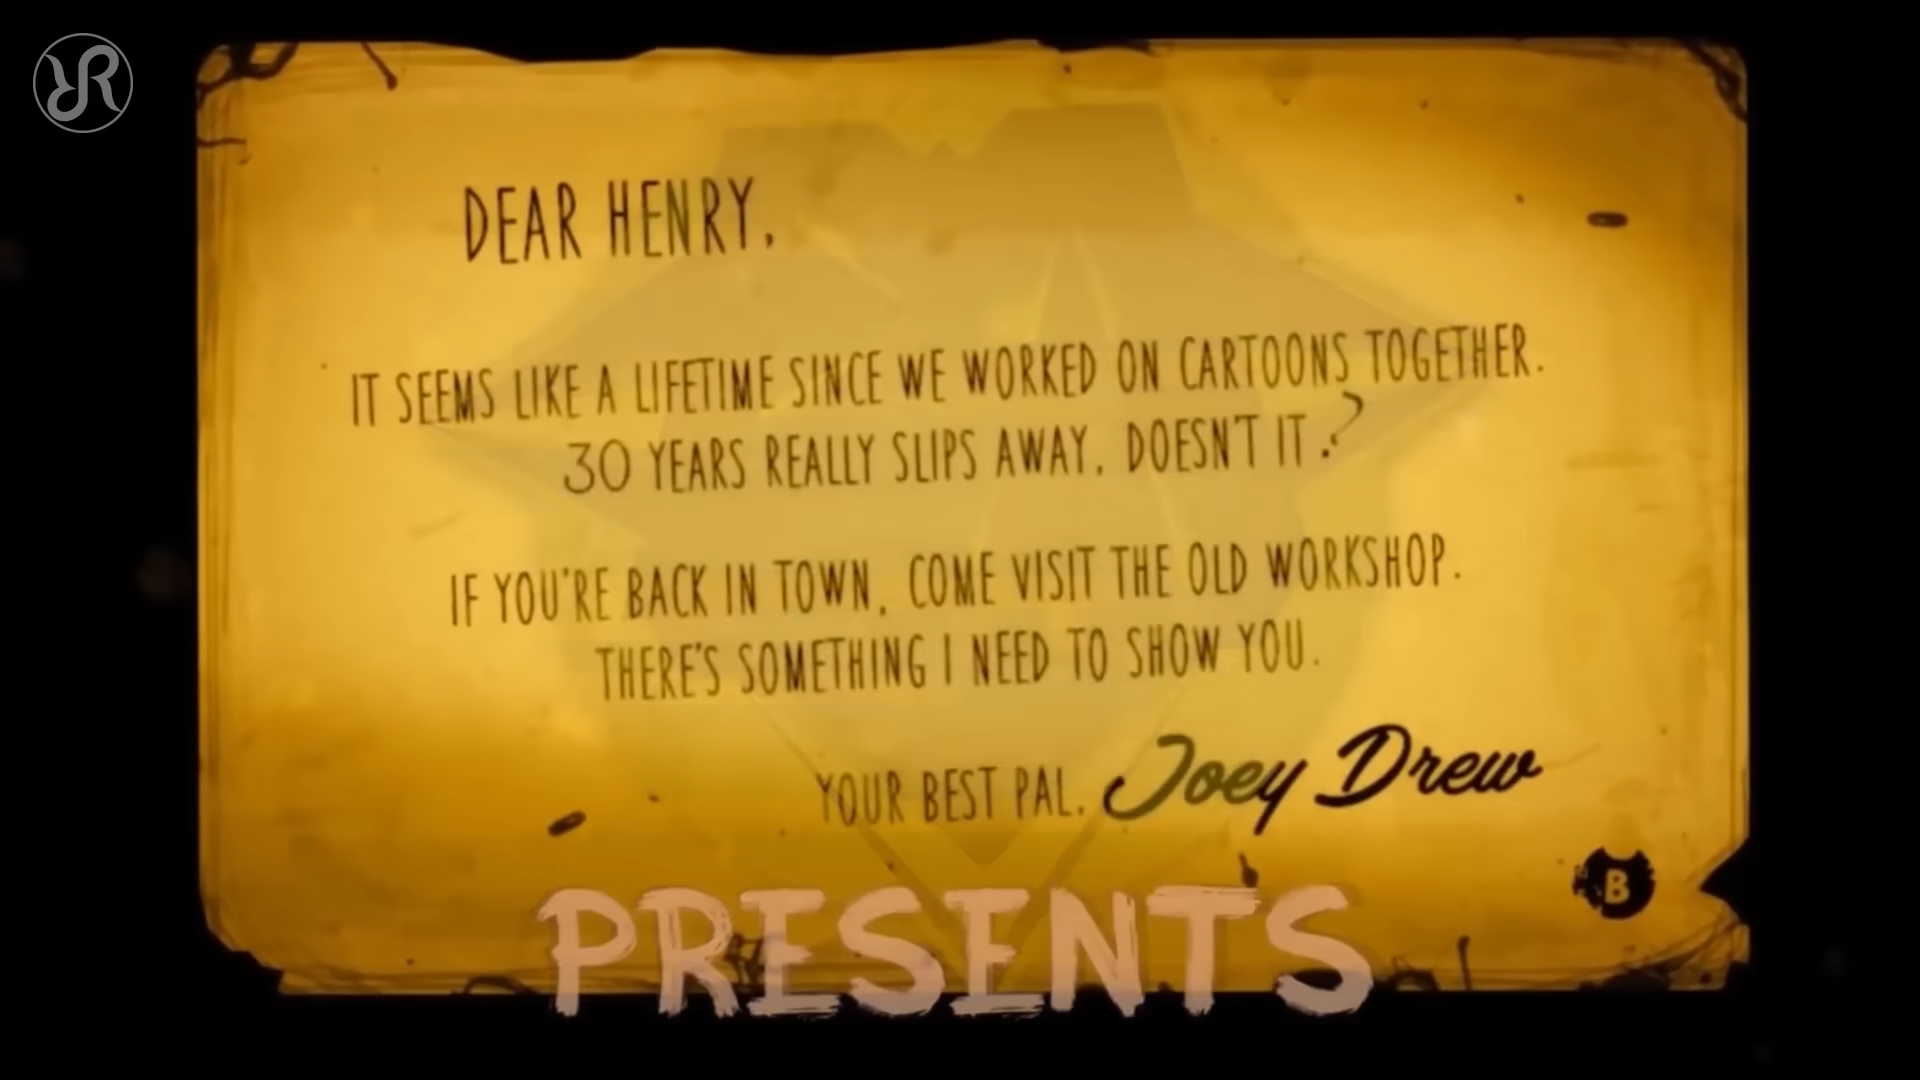 DEAR HENRY,
IT SEEMS LIKE A LIFETIME SINCE WE WORKED ON CARTOONS TOGETHER.
30 YEARS REALLY SLIPS AWAY, DOESN'T IT?
IF YOU'RE BACK IN TOWN, COME VISIT THE OLD WORKSHOP.
THERE'S SOMETHING I NEED TO SHOW YOU.
YOUR BEST PAL, Joey Drew
B
PRESENTS